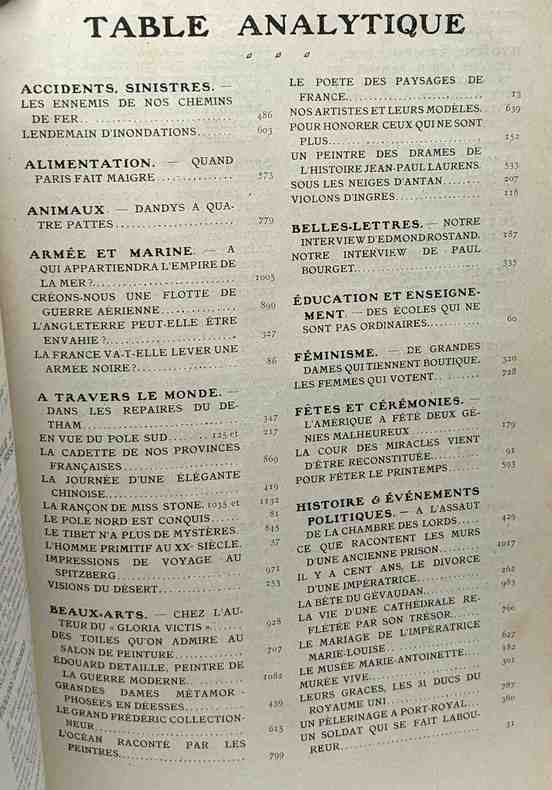 TABLE ANALYTIQUE
ACCIDENTS, SINISTRES. —
LES ENNEMIS DE NOS CHEMINS
DE FER.. 486
LENDEMAIN D'INONDATIONS...... 603
ALIMENTATION. — QUAND
PARIS FAIT MAIGRE ............. 573
ANIMAUX. — DANDYS A QUA-
TRE PATTES.................... 779
ARMÉE ET MARINE. — A
QUI APPARTIENDRA L'EMPIRE DE
LA MER ?...................... 1005
CRÉONS-NOUS UNE FLOTTE DE
GUERRE AÉRIENNE............... 899
L'ANGLETERRE PEUT-ELLE ÊTRE
ENVAHIE ?..................... 327
LA FRANCE VA-T-ELLE LEVER UNE
ARMÉE NOIRE ?................. 86
A TRAVERS LE MONDE. —
DANS LES REPAIRES DU DE-
THAM.......................... 347
EN VUE DU POLE SUD...... 125 et 217
LA CADETTE DE NOS PROVINCES
FRANÇAISES.................... 869
LA JOURNÉE D'UNE ÉLÉGANTE
CHINOISE...................... 419
LA RANÇON DE MISS STONE. 1035 et 1132
LE POLE NORD EST CONQUIS...... 81
LE TIBET N'A PLUS DE MYSTÈRES. 845
L'HOMME PRIMITIF AU XXe SIÈCLE. 37
IMPRESSIONS DE VOYAGE AU
SPITZBERG..................... 971
VISIONS DU DÉSERT............. 253
BEAUX-ARTS. — CHEZ L'AU-
TEUR DU « GLORIA VICTIS »..... 928
DES TOILES QU'ON ADMIRE AU
SALON DE PEINTURE............. 707
ÉDOUARD DETAILLE, PEINTRE DE
LA GUERRE MODERNE............. 1082
GRANDES DAMES MÉTAMOR-
PHOSÉES EN DÉESSES............ 439
LE GRAND FRÉDÉRIC COLLECTION-
NEUR.......................... 615
L'OCÉAN RACONTÉ PAR LES
PEINTRES...................... 799
LE POETE DES PAYSAGES DE
FRANCE........................ 13
NOS ARTISTES ET LEURS MODÈLES. 639
POUR HONORER CEUX QUI NE SONT
PLUS.......................... 152
UN PEINTRE DES DRAMES DE
L'HISTOIRE JEAN-PAUL LAURENS. 533
SOUS LES NEIGES D'ANTAN....... 207
VIOLONS D'INGRES.............. 118
BELLES-LETTRES. — NOTRE
INTERVIEW D'EDMOND ROSTAND. 187
NOTRE INTERVIEW DE PAUL
BOURGET....................... 335
ÉDUCATION ET ENSEIGNE-
MENT. — DES ÉCOLES QUI NE
SONT PAS ORDINAIRES........... 60
FÉMINISME. — DE GRANDES
DAMES QUI TIENNENT BOUTIQUE. 320
LES FEMMES QUI VOTENT......... 728
FÊTES ET CÉRÉMONIES. —
L'AMÉRIQUE A FÊTÉ DEUX GÉ-
NIES MALHEUREUX............... 179
LA COUR DES MIRACLES VIENT
D'ÊTRE RECONSTITUÉE........... 91
POUR FÊTER LE PRINTEMPS....... 593
HISTOIRE & ÉVÉNEMENTS
POLITIQUES. — A L'ASSAUT
DE LA CHAMBRE DES LORDS..... 429
CE QUE RACONTENT LES MURS
D'UNE ANCIENNE PRISON......... 1017
IL Y A CENT ANS, LE DIVORCE
D'UNE IMPÉRATRICE............. 262
LA BÊTE DU GÉVAUDAN........... 963
LA VIE D'UNE CATHÉDRALE RE-
FLÉTÉE PAR SON TRÉSOR......... 760
LE MARIAGE DE L'IMPÉRATRICE
MARIE-LOUISE.................. 627
LE MUSÉE MARIE-ANTOINETTE..... 482
MURÉE VIVE.................... 301
LEURS GRACES, LES 31 DUCS DU
ROYAUME UNI................... 787
UN PÈLERINAGE A PORT-ROYAL.... 360
UN SOLDAT QUI SE FAIT LABOU-
REUR.......................... 31